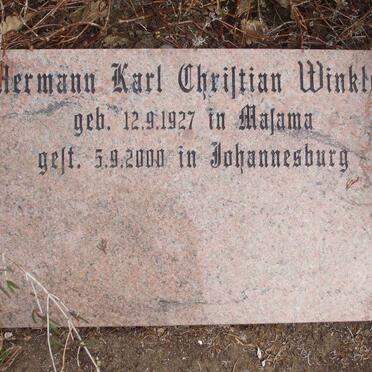 Hermann Karl Christian
geb. 12.9.1927 in Masama
gest. 5.9.2000 in Johannesburg